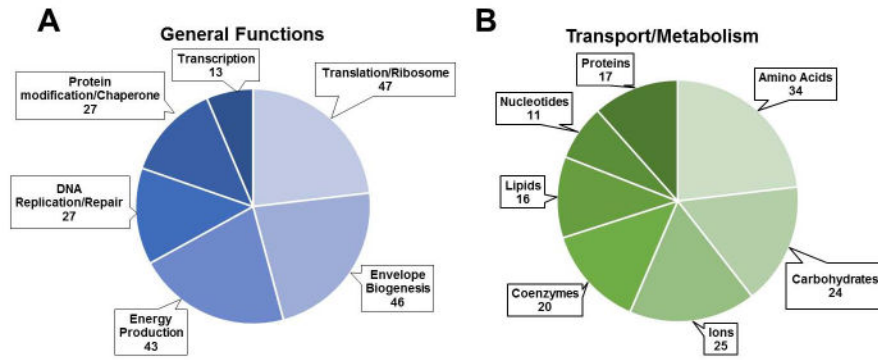 A
General Functions
Transcription
13
Translation/Ribosome
47
Protein
modification/Chaperone
27
DNA
Replication/Repair
27
Energy
Production
43
Envelope
Biogenesis
46
B
Transport/Metabolism
Proteins
17
Amino Acids
34
Nucleotides
11
Lipids
16
Coenzymes
20
Ions
25
Carbohydrates
24